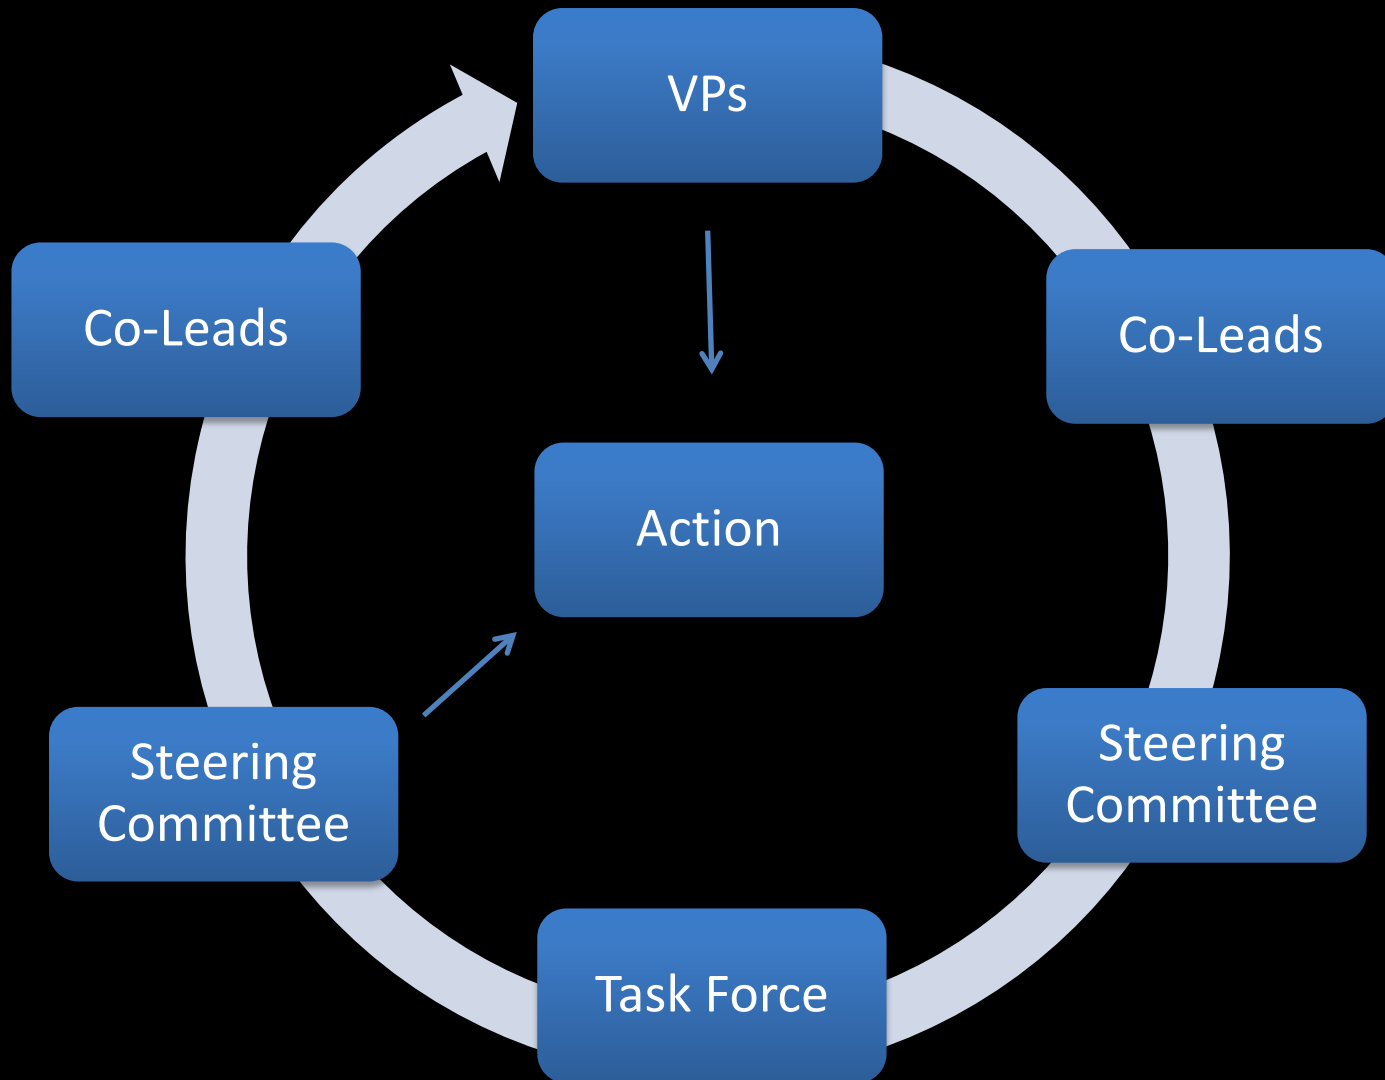 VPs
Co-Leads
Co-Leads
Action
Steering
Committee
Steering
Committee
Task Force